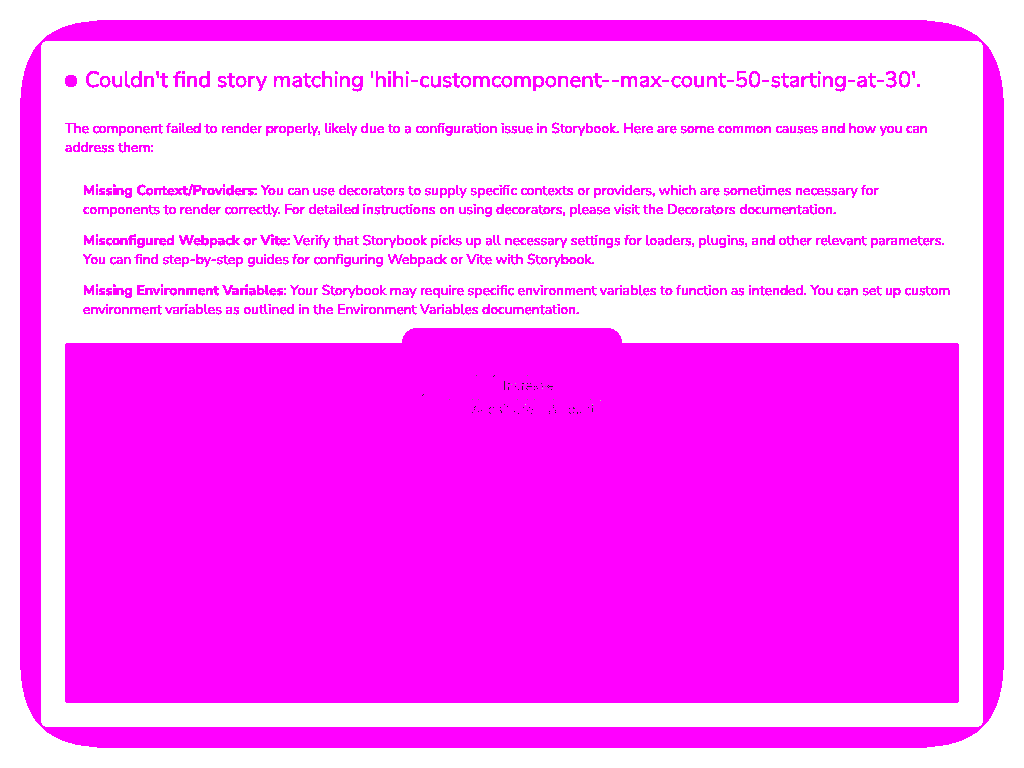 Couldn't find story matching 'hihi-customcomponent--max-count-50-starting-at-30'.
The component failed to render properly, likely due to a configuration issue in Storybook. Here are some common causes and how you can
address them:
Missing Context/Providers: You can use decorators to supply specific contexts or providers, which are sometimes necessary for
components to render correctly. For detailed instructions on using decorators, please visit the Decorators documentation.
Misconfigured Webpack or Vite: Verify that Storybook picks up all necessary settings for loaders, plugins, and other relevant parameters.
You can find step-by-step guides for configuring Webpack or Vite with Storybook.
Missing Environment Variables: Your Storybook may require specific environment variables to function as intended. You can set up custom
environment variables as outlined in the Environment Variables documentation.